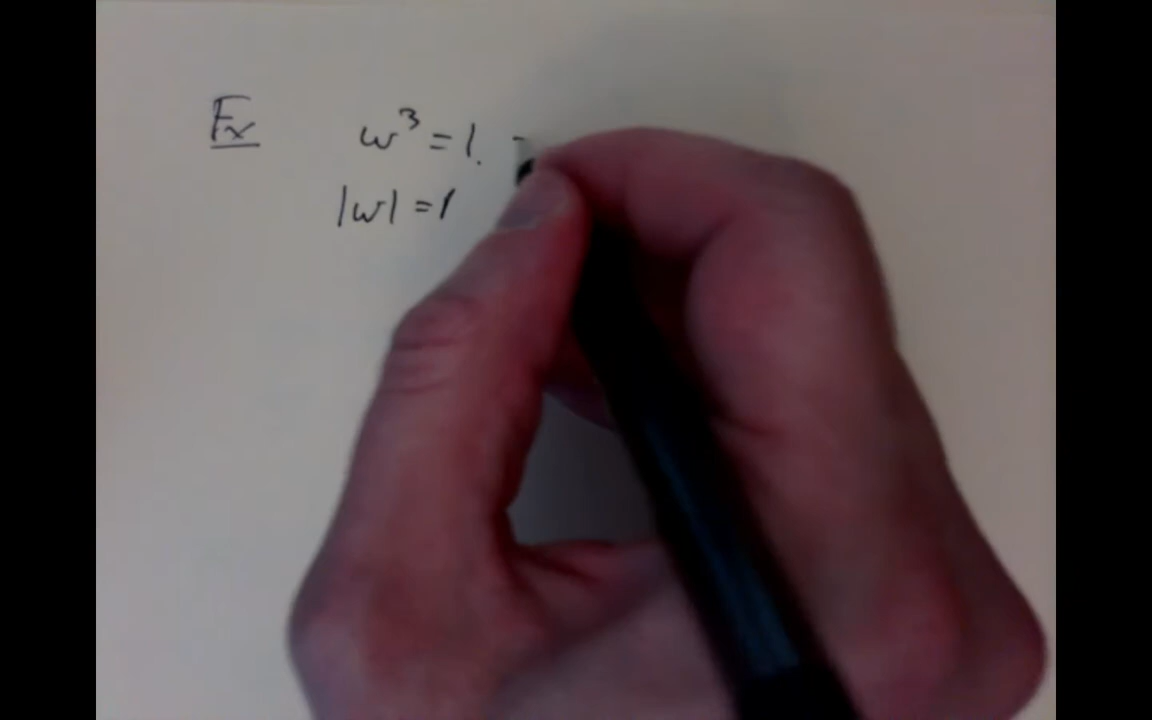 Ex w³ = 1.
|w| = 1